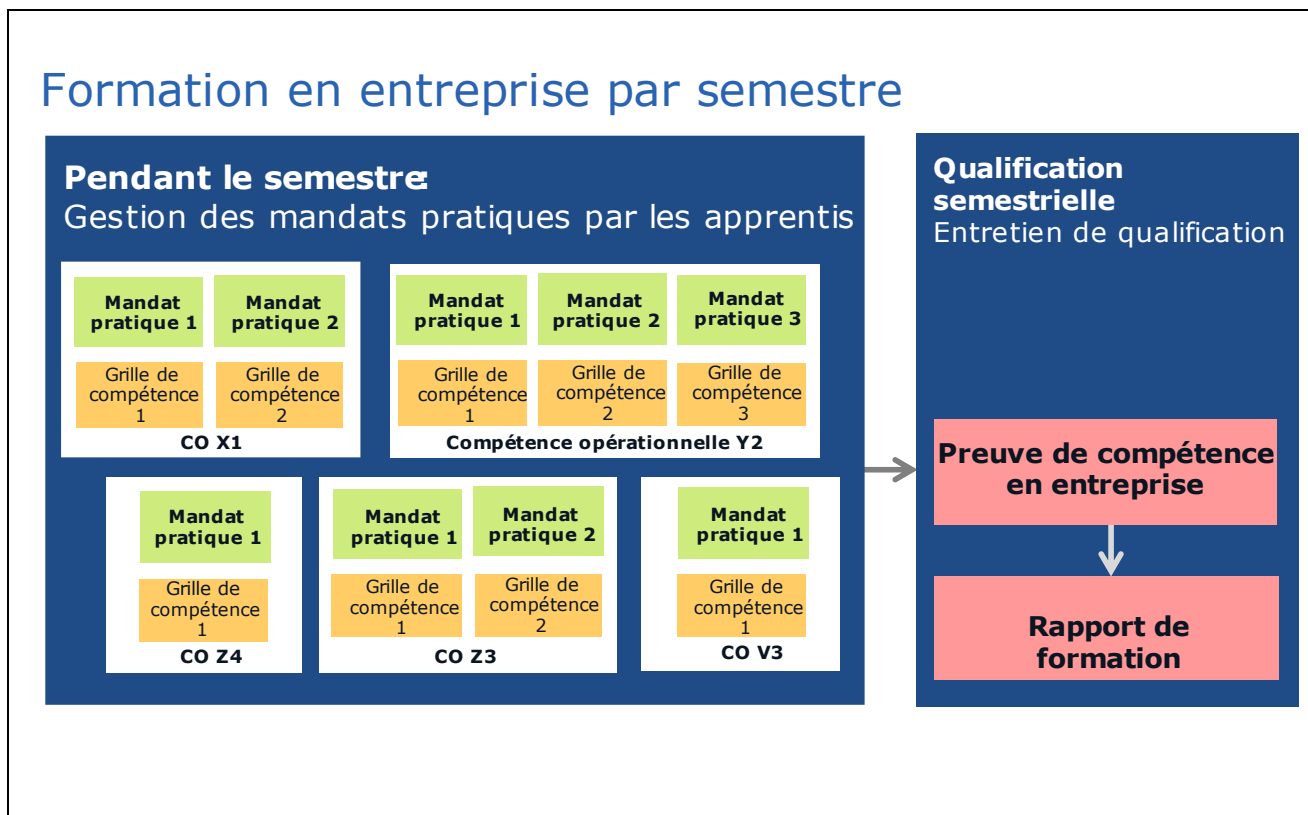 Formation en entreprise par semestre
Pendant le semestre:
Gestion des mandats pratiques par les apprentis
Mandat
pratique 1
Mandat
pratique 2
Grille de
compétence
1
Grille de
compétence
2
CO X1
Mandat
pratique 1
Mandat
pratique 2
Mandat
pratique 3
Grille de
compétence
1
Grille de
compétence
2
Grille de
compétence
3
Compétence opérationnelle Y2
Mandat
pratique 1
Grille de
compétence
1
CO Z4
Mandat
pratique 1
Mandat
pratique 2
Grille de
compétence
1
Grille de
compétence
2
CO Z3
Mandat
pratique 1
Grille de
compétence
1
CO V3
Qualification
semestrielle
Entretien de qualification
Preuve de compétence
en entreprise
Rapport de
formation